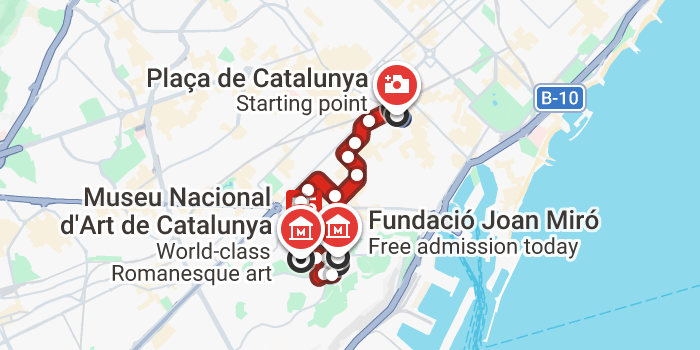 Plaça de Catalunya
Starting point
B-10
Museu Nacional
d'Art de Catalunya
World-class
Romanesque art
Fundació Joan Miró
Free admission today